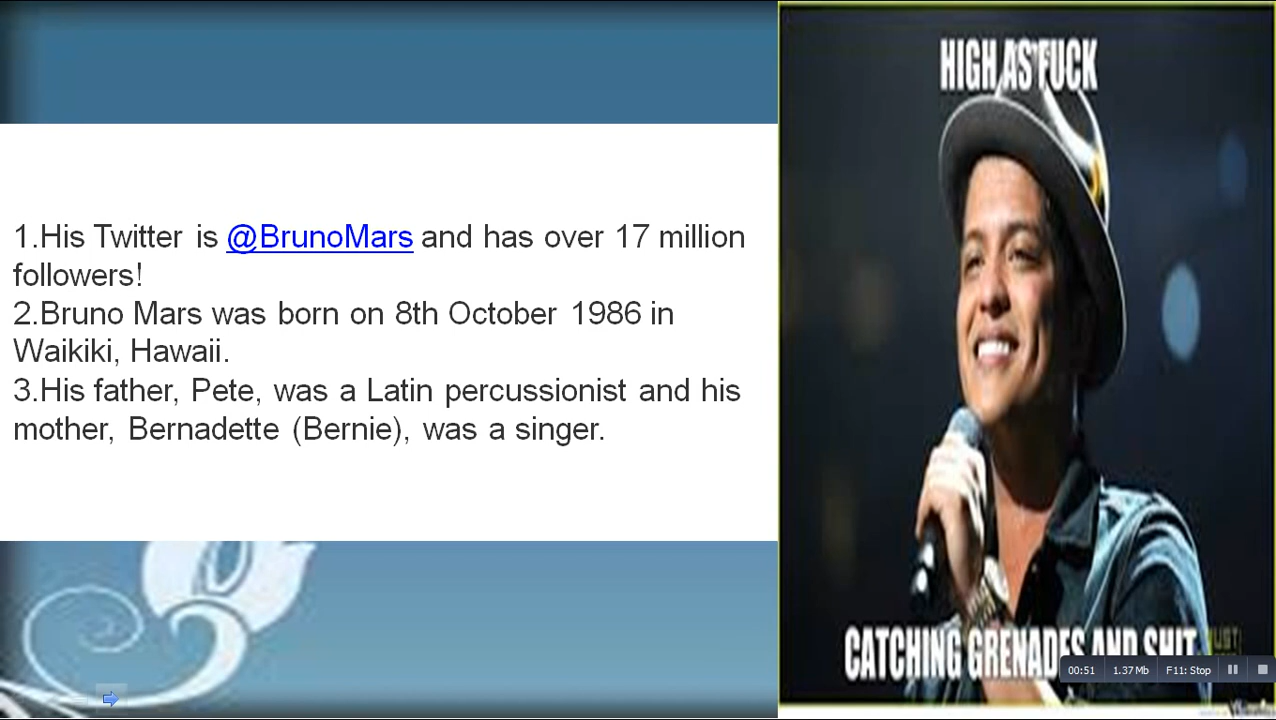 1.His Twitter is @BrunoMars and has over 17 million
followers!
2.Bruno Mars was born on 8th October 1986 in
Waikiki, Hawaii.
3.His father, Pete, was a Latin percussionist and his
mother, Bernadette (Bernie), was a singer.
HIGH AS FUCK
CATCHING GRENADES AND SHIT
00:51 1.37 Mb F11: Stop